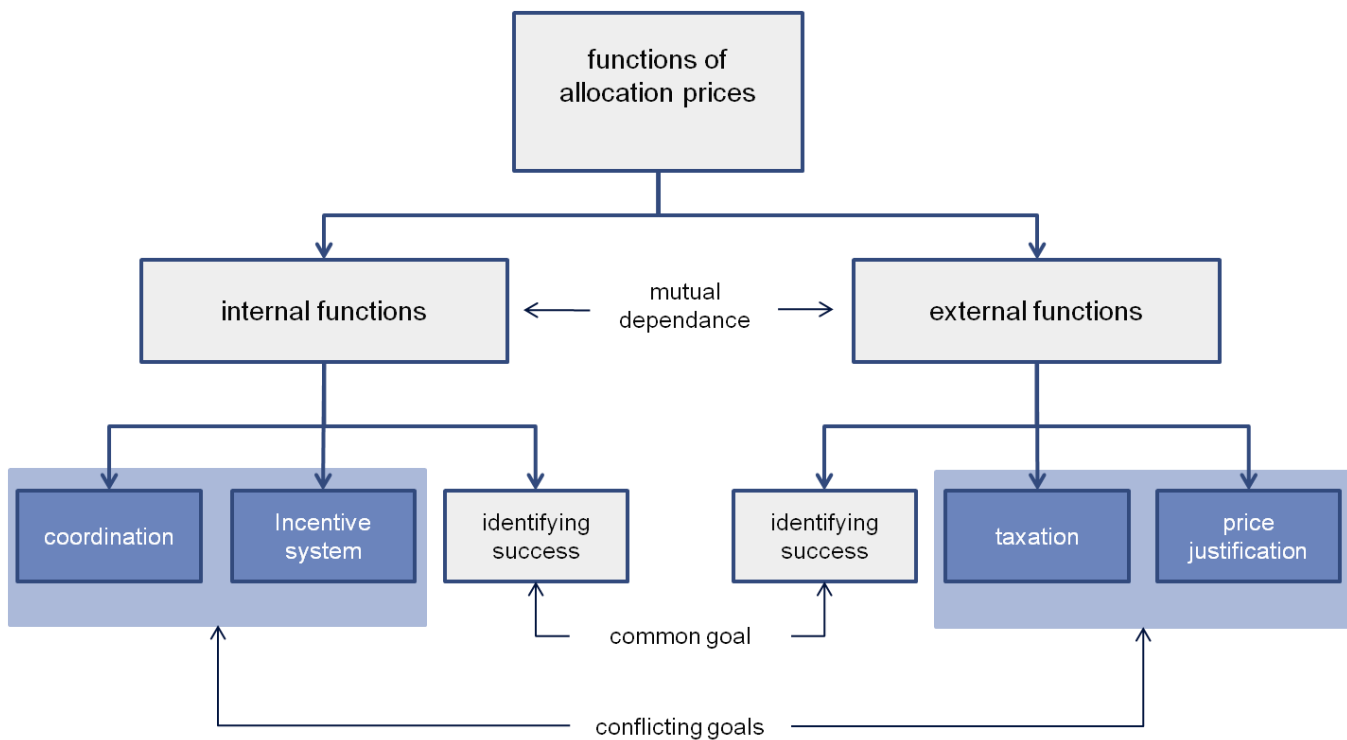 functions of
allocation prices
internal functions
mutual
dependance
external functions
coordination
Incentive
system
identifying
success
identifying
success
taxation
price
justification
common goal
conflicting goals